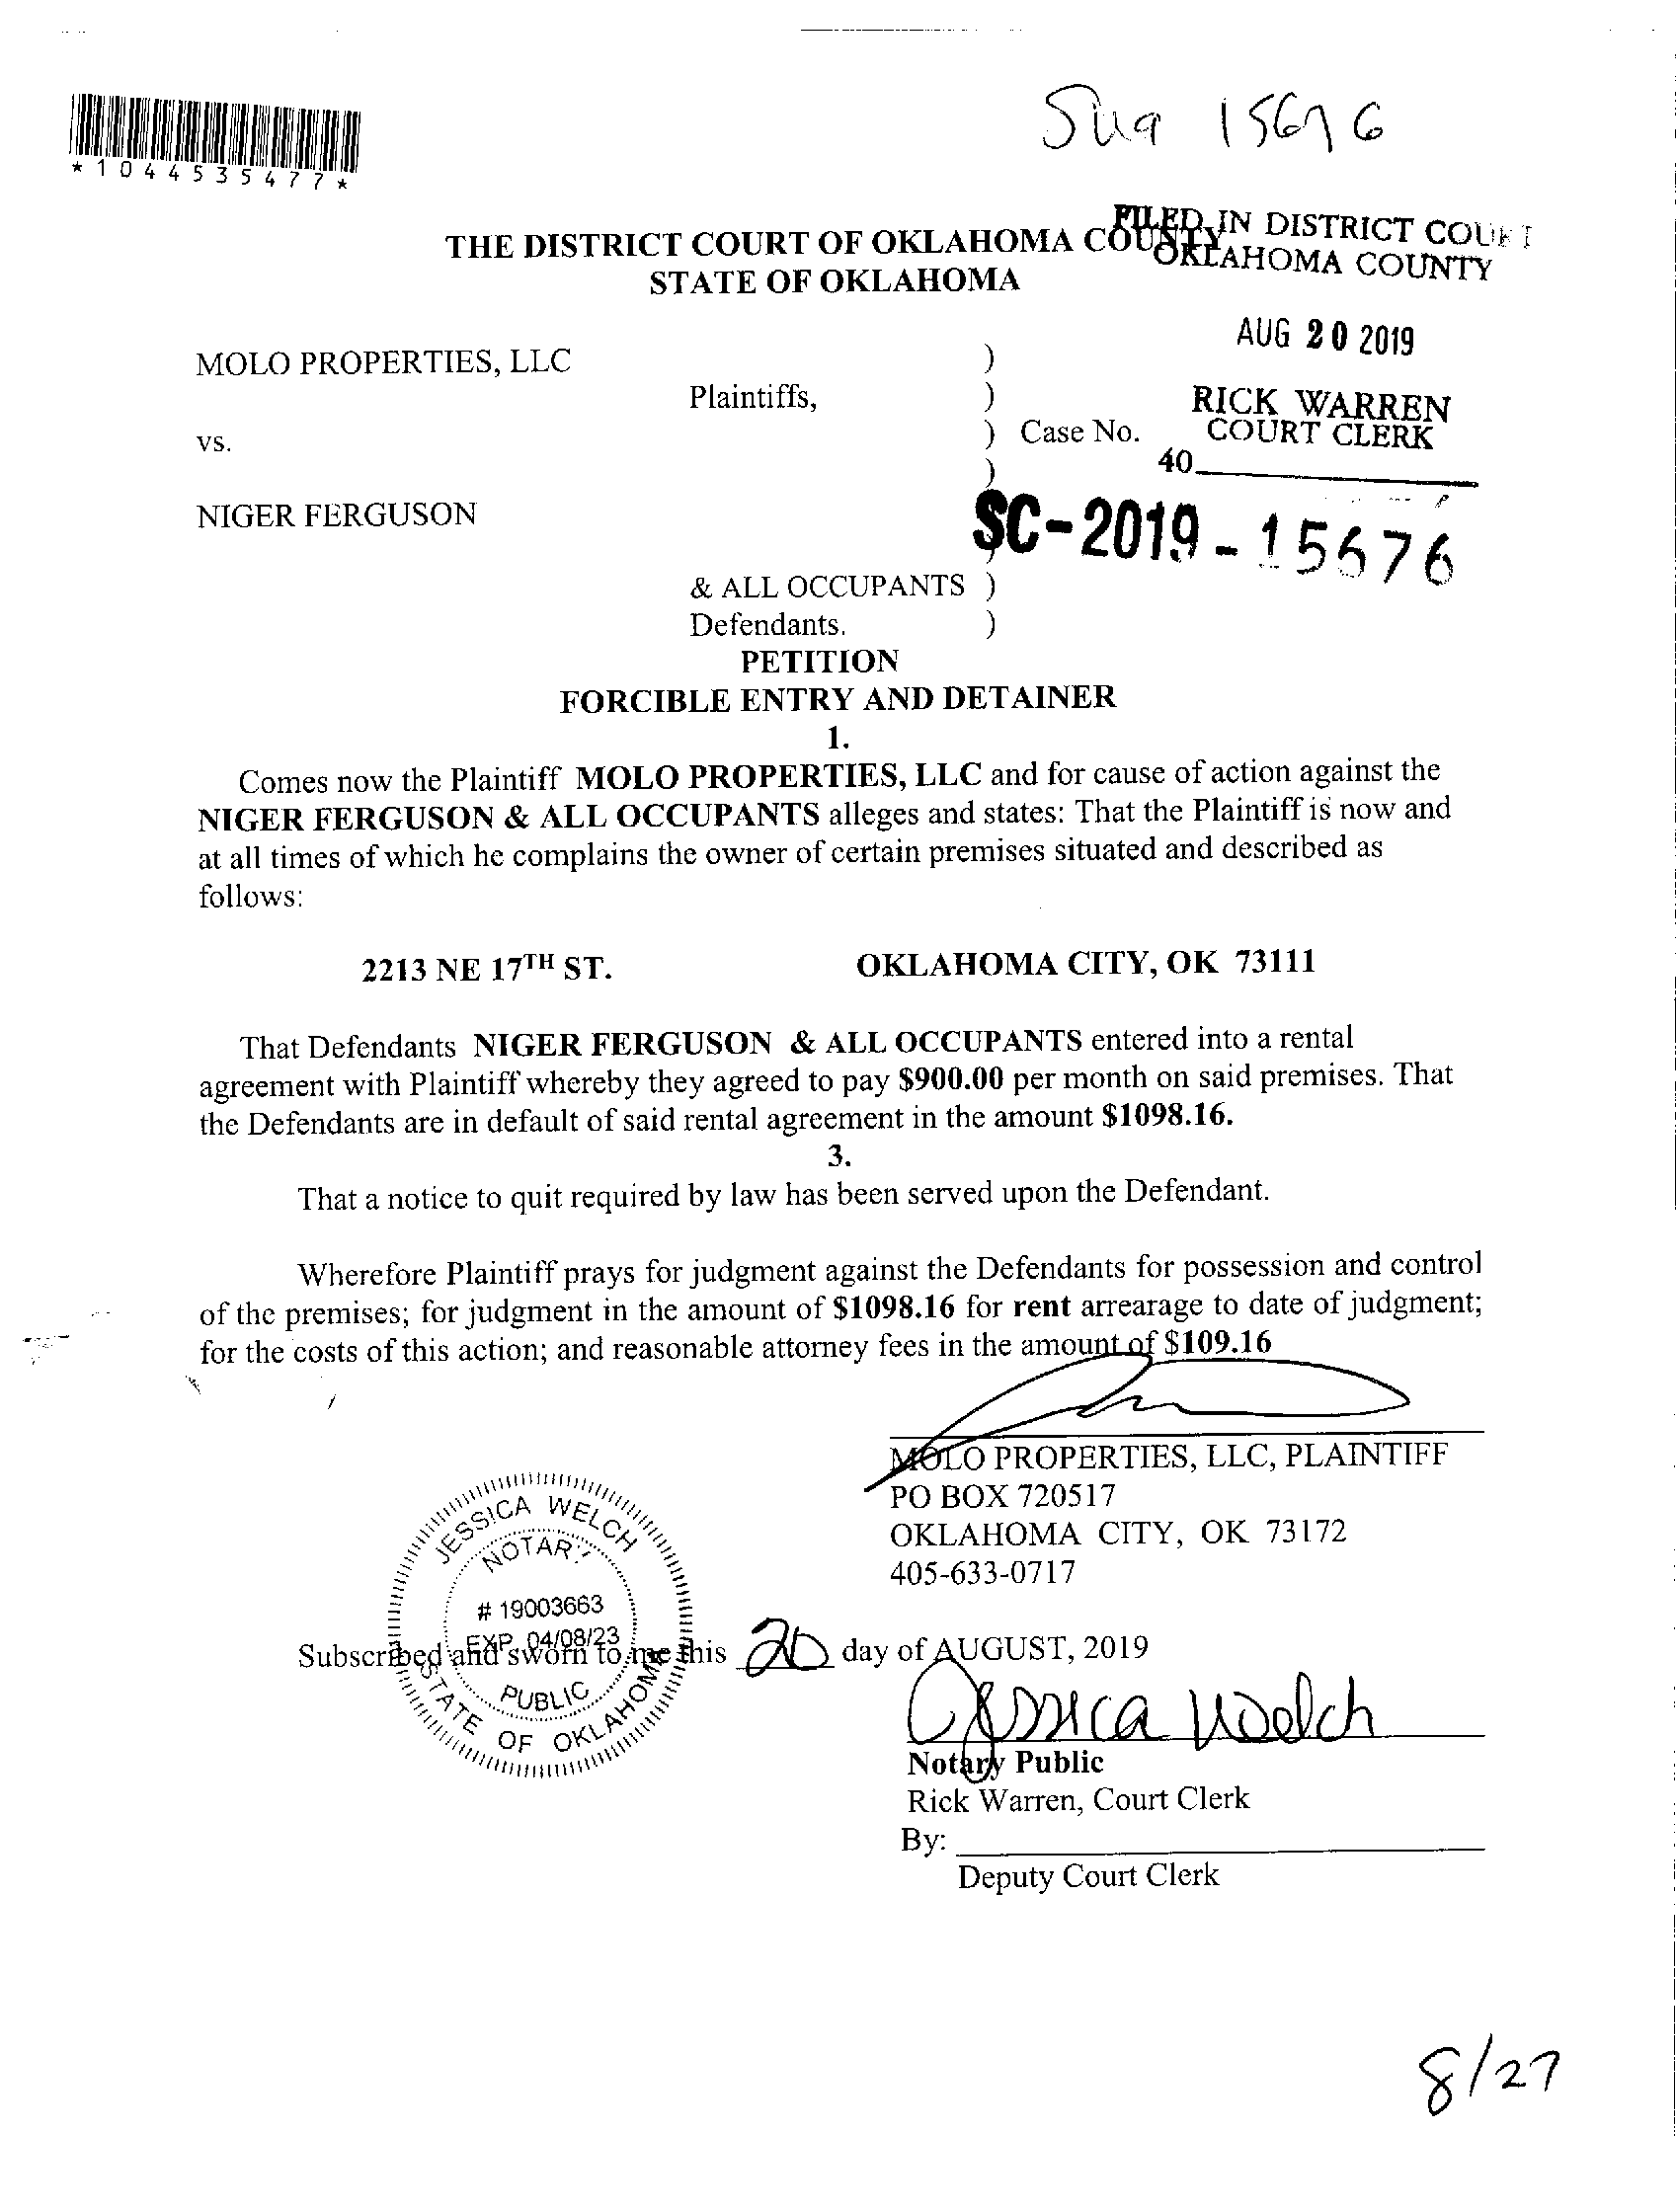 Sua 15676
*1044535477*
THE DISTRICT COURT OF OKLAHOMA COUNTY
STATE OF OKLAHOMA
FILED IN DISTRICT COURT
OKLAHOMA COUNTY
AUG 20 2019
RICK WARREN
COURT CLERK
40
MOLO PROPERTIES, LLC )
Plaintiffs, )
vs. ) Case No.
)
NIGER FERGUSON
SC-2019-15676
& ALL OCCUPANTS )
Defendants. )
PETITION
FORCIBLE ENTRY AND DETAINER
1.
Comes now the Plaintiff MOLO PROPERTIES, LLC and for cause of action against the
NIGER FERGUSON & ALL OCCUPANTS alleges and states: That the Plaintiff is now and
at all times of which he complains the owner of certain premises situated and described as
follows:
2213 NE 17TH ST. OKLAHOMA CITY, OK 73111
That Defendants NIGER FERGUSON & ALL OCCUPANTS entered into a rental
agreement with Plaintiff whereby they agreed to pay $900.00 per month on said premises. That
the Defendants are in default of said rental agreement in the amount $1098.16.
3.
That a notice to quit required by law has been served upon the Defendant.
Wherefore Plaintiff prays for judgment against the Defendants for possession and control
of the premises; for judgment in the amount of $1098.16 for rent arrearage to date of judgment;
for the costs of this action; and reasonable attorney fees in the amount of $109.16
MOLO PROPERTIES, LLC, PLAINTIFF
PO BOX 720517
OKLAHOMA CITY, OK 73172
405-633-0717
JESSICA WELCH
NOTARY
# 19003663
EXP. 04/08/23
PUBLIC
STATE OF OKLAHOMA
Subscribed and sworn to me this 20 day of AUGUST, 2019
Jessica Welch
Notary Public
Rick Warren, Court Clerk
By:
Deputy Court Clerk
8/27